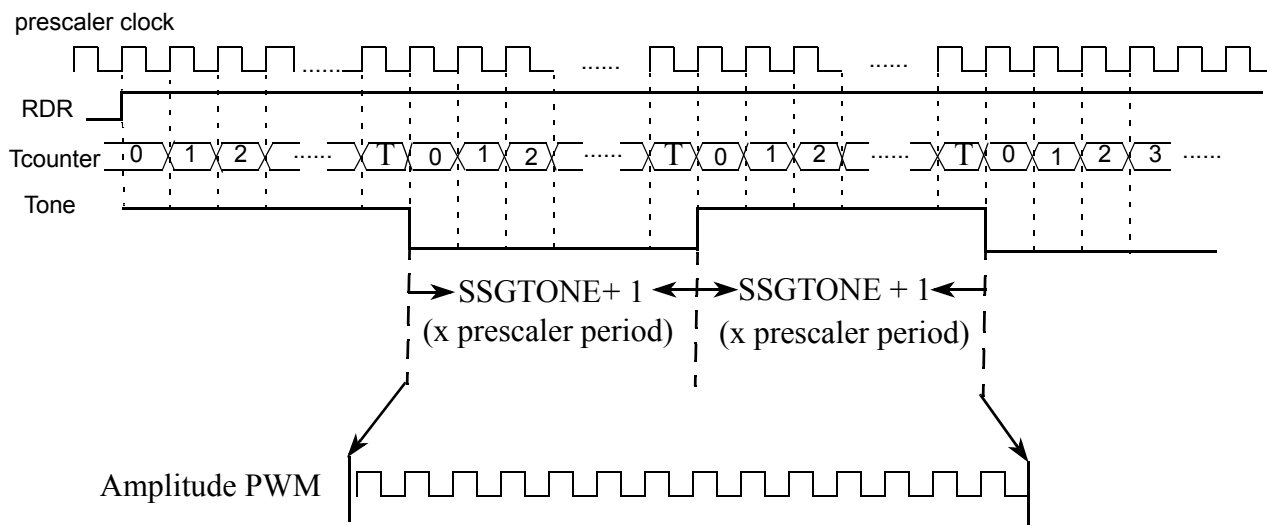 prescaler clock
...... ...... ......
RDR
Tcounter 0 1 2 ...... T 0 1 2 ...... T 0 1 2 ...... T 0 1 2 3 ......
Tone
SSGTONE+ 1 SSGTONE + 1
(x prescaler period) (x prescaler period)
Amplitude PWM